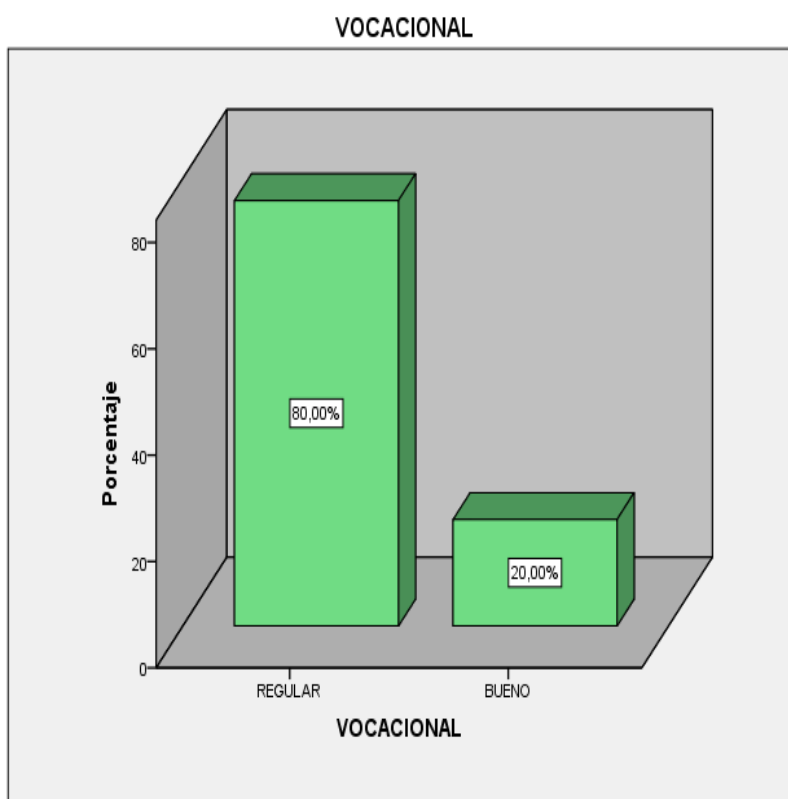 VOCACIONAL
80
60
40
20
0
Porcentaje
80,00%
20,00%
REGULAR
BUENO
VOCACIONAL